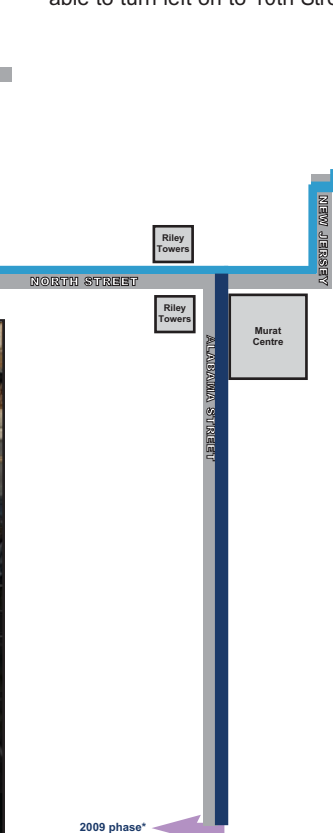 able to turn left on to 10th Stre
NEW JERSEY
Riley
Towers
NORTH STREET
Riley
Towers
Murat
Centre
ALABAMA STREET
2009 phase*